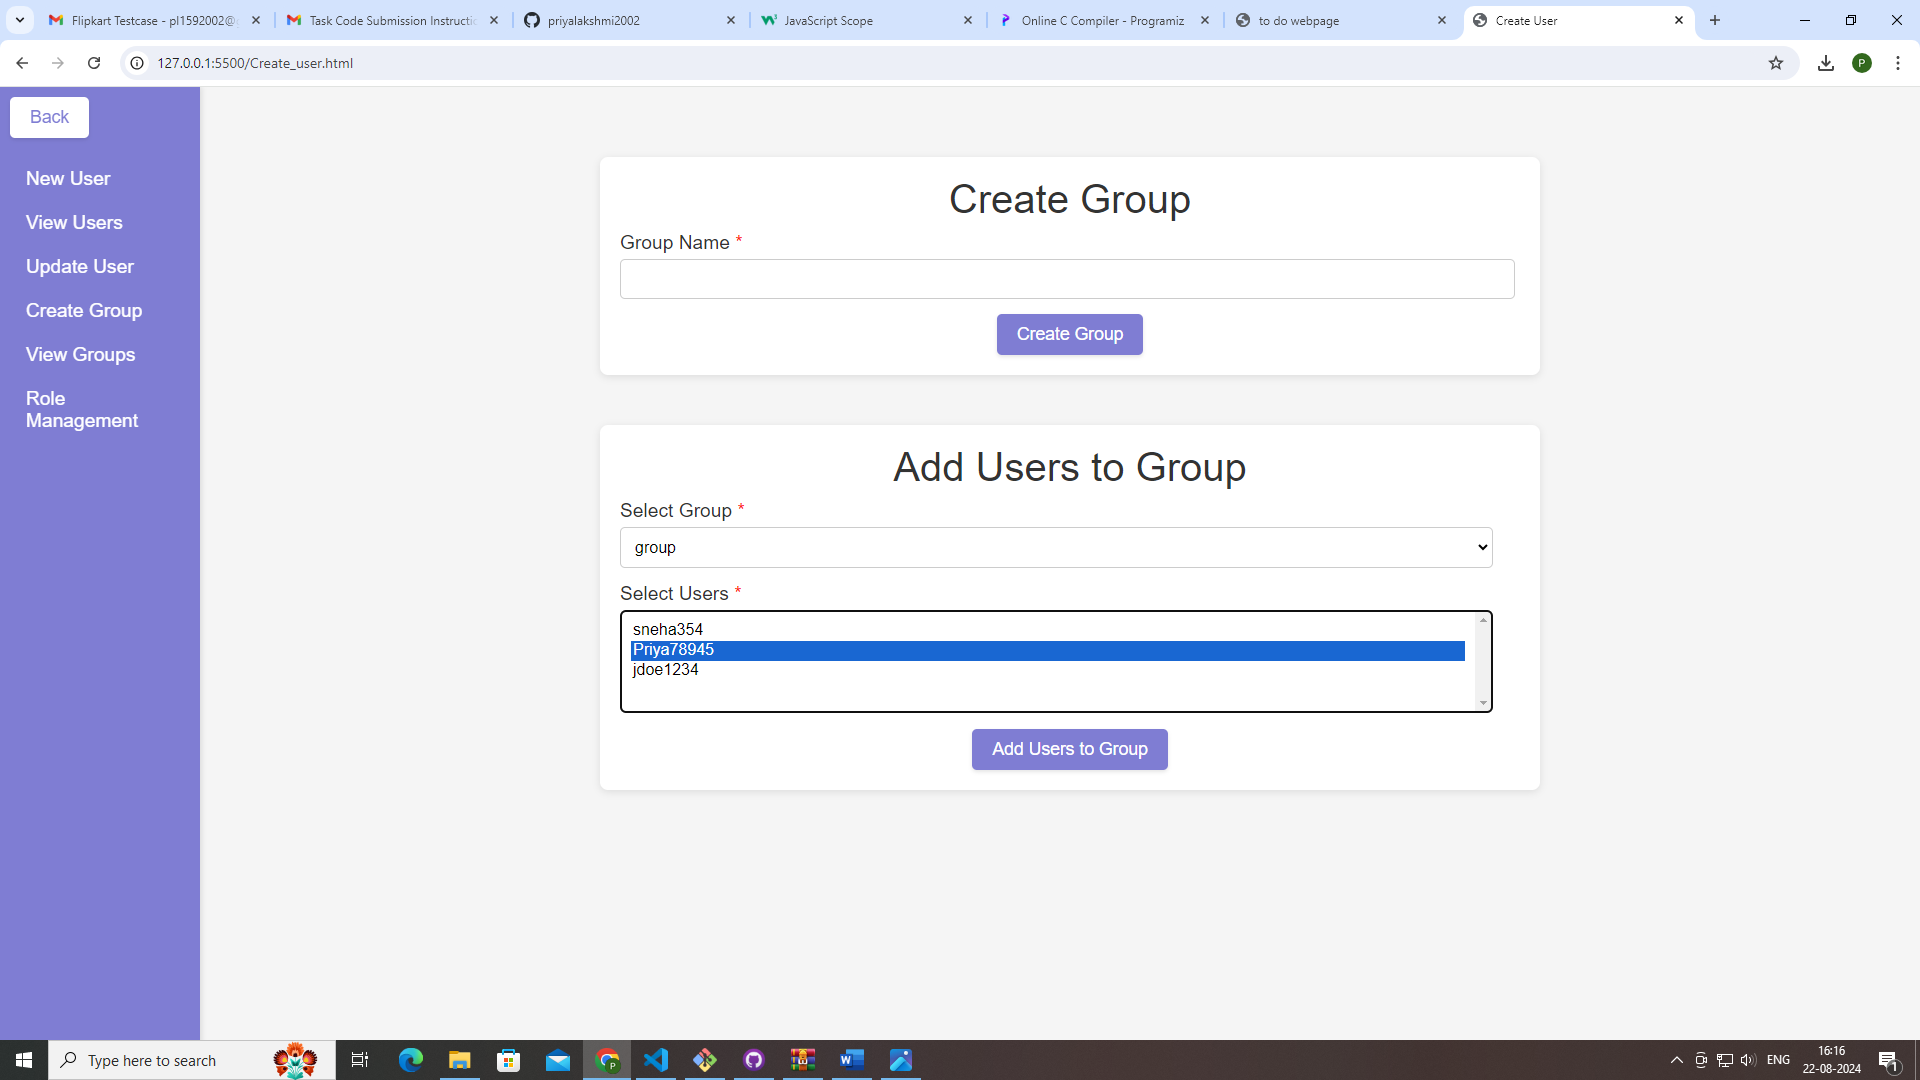 Flipkart Testcase - pl1592002@
Task Code Submission Instructi
priyalakshmi2002
JavaScript Scope
Online C Compiler - Programiz
to do webpage
Create User
127.0.0.1:5500/Create_user.html
P
Back
New User
View Users
Update User
Create Group
View Groups
Role
Management
Create Group
Group Name *
Create Group
Add Users to Group
Select Group *
group
Select Users *
sneha354
Priya78945
jdoe1234
Add Users to Group
Type here to search
P
ENG
16:16
22-08-2024
1